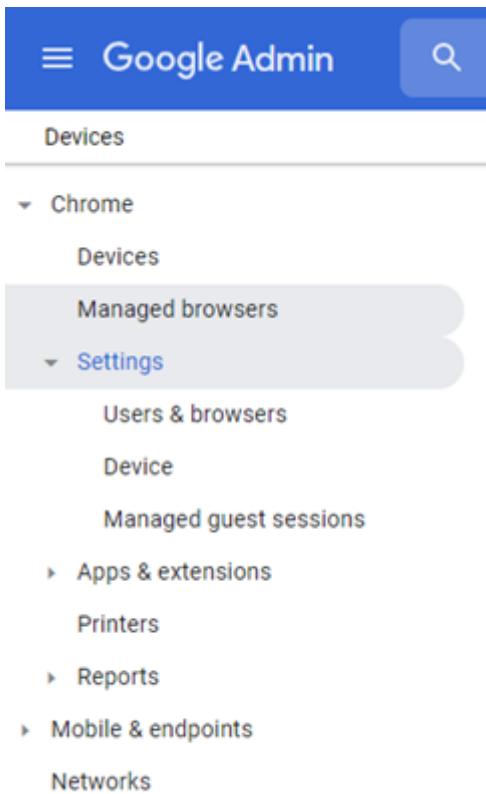 Google Admin
Devices
Chrome
Devices
Managed browsers
Settings
Users & browsers
Device
Managed guest sessions
Apps & extensions
Printers
Reports
Mobile & endpoints
Networks